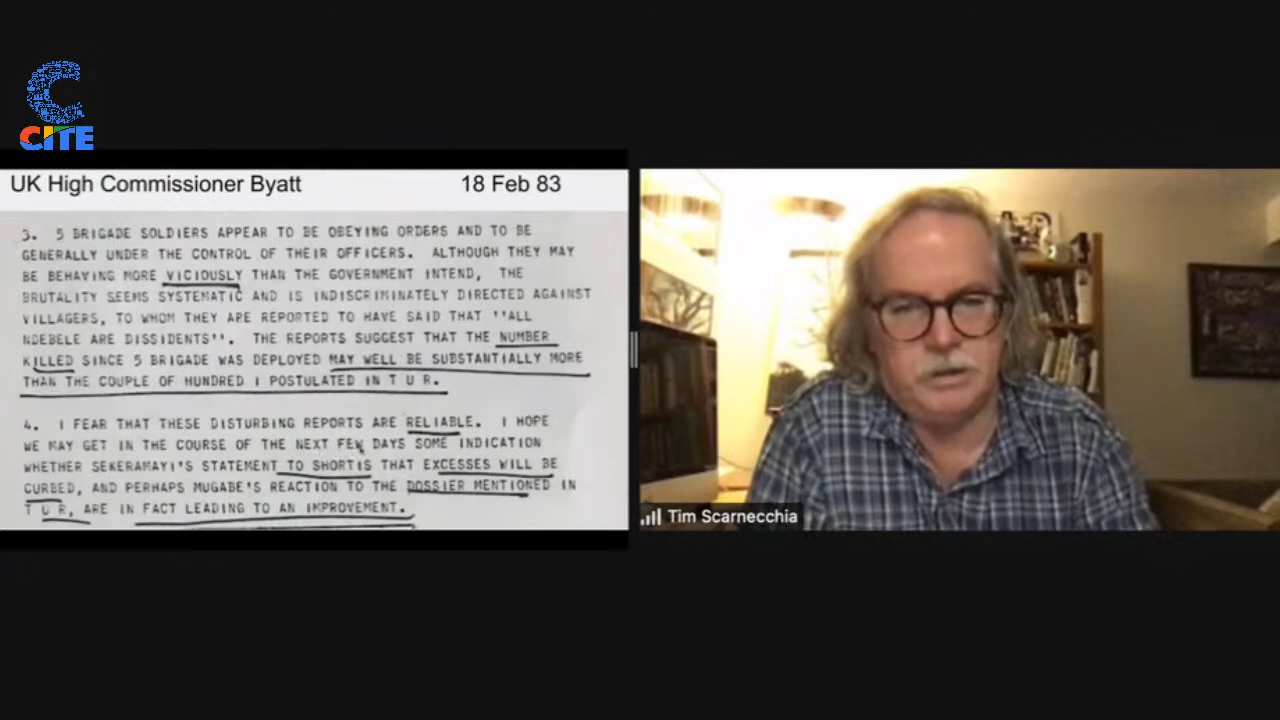 CITE
UK High Commissioner Byatt 18 Feb 83
3. 5 BRIGADE SOLDIERS APPEAR TO BE OBEYING ORDERS AND TO BE
GENERALLY UNDER THE CONTROL OF THEIR OFFICERS. ALTHOUGH THEY MAY
BE BEHAVING MORE VICIOUSLY THAN THE GOVERNMENT INTEND, THE
BRUTALITY SEEMS SYSTEMATIC AND IS INDISCRIMINATELY DIRECTED AGAINST
VILLAGERS, TO WHOM THEY ARE REPORTED TO HAVE SAID THAT ''ALL
NDEBELE ARE DISSIDENTS''. THE REPORTS SUGGEST THAT THE NUMBER
KILLED SINCE 5 BRIGADE WAS DEPLOYED MAY WELL BE SUBSTANTIALLY MORE
THAN THE COUPLE OF HUNDRED I POSTULATED IN T U R.
4. I FEAR THAT THESE DISTURBING REPORTS ARE RELIABLE. I HOPE
WE MAY GET IN THE COURSE OF THE NEXT FEW DAYS SOME INDICATION
WHETHER SEKERAMAYI'S STATEMENT TO SHORTIS THAT EXCESSES WILL BE
CURBED, AND PERHAPS MUGABE'S REACTION TO THE DOSSIER MENTIONED IN
T U R, ARE IN FACT LEADING TO AN IMPROVEMENT.
Tim Scarnecchia